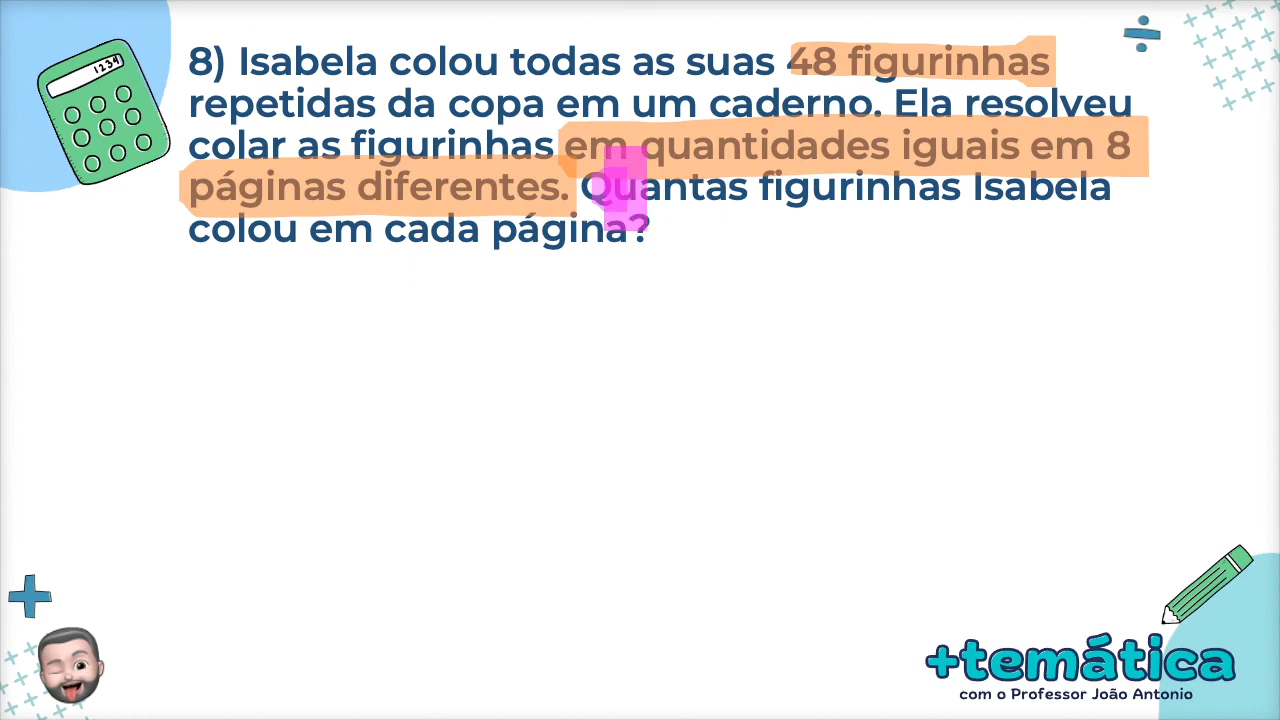 1234
8) Isabela colou todas as suas 48 figurinhas
repetidas da copa em um caderno. Ela resolveu
colar as figurinhas em quantidades iguais em 8
páginas diferentes. Quantas figurinhas Isabela
colou em cada página?
+temática
com o Professor João Antonio